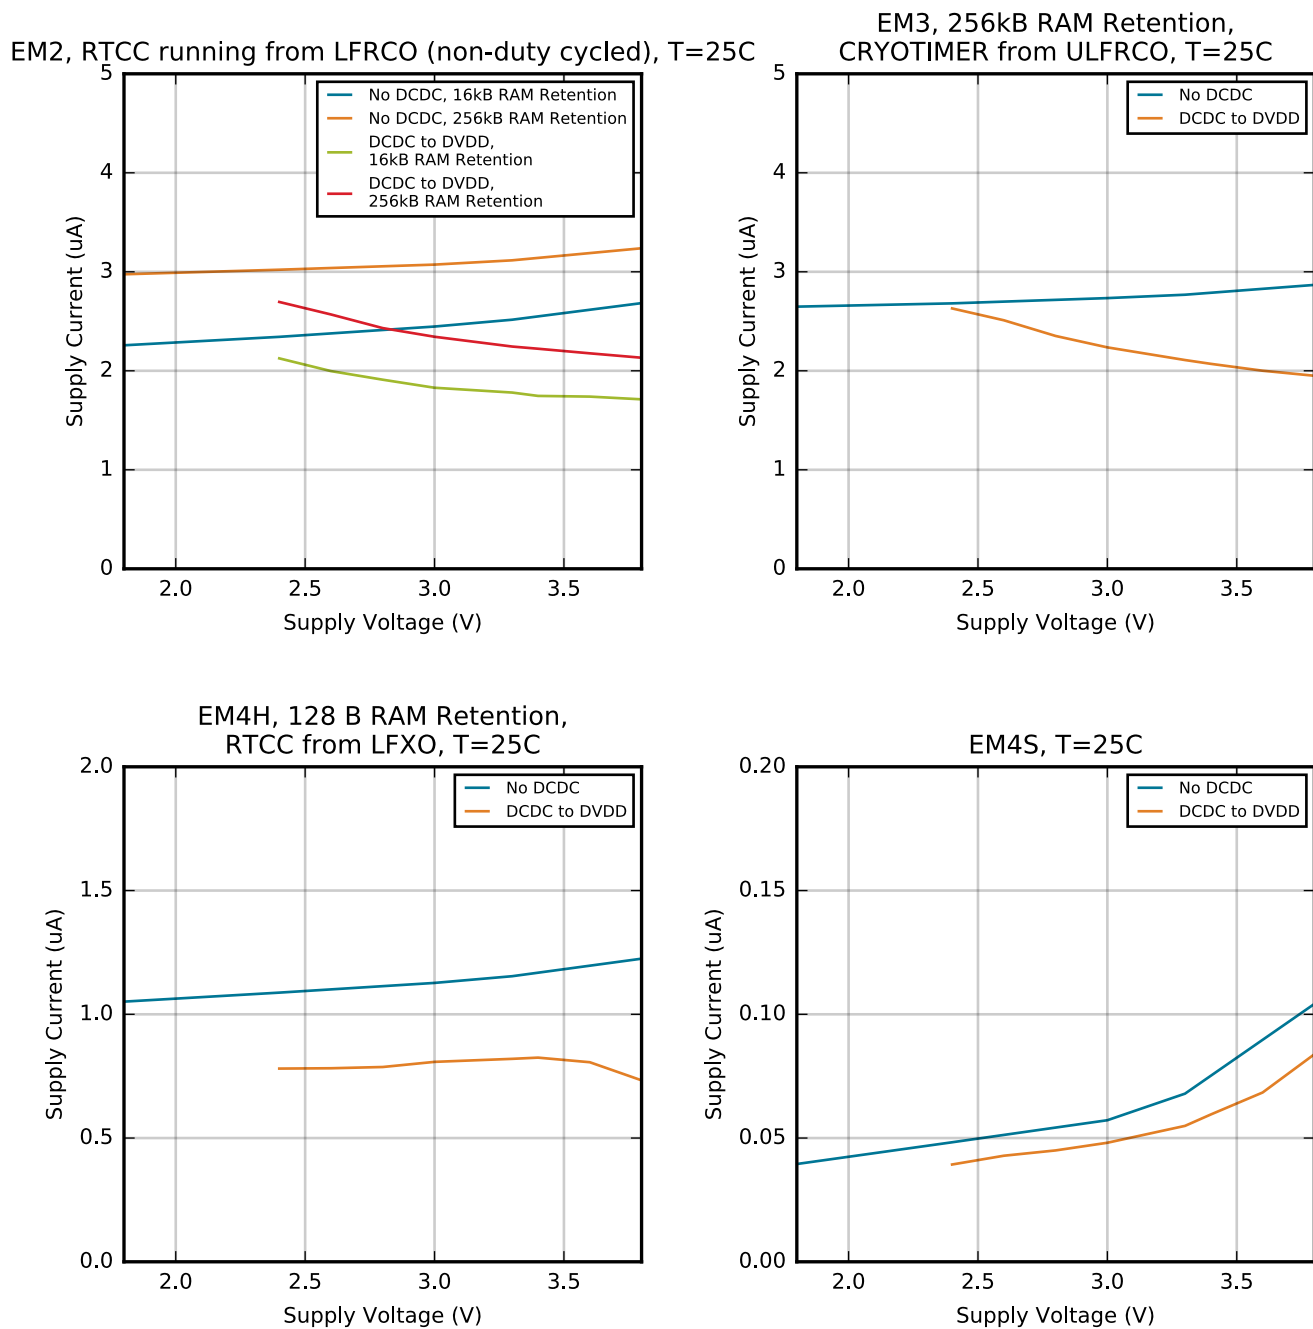 EM2, RTCC running from LFRCO (non-duty cycled), T=25C
5
4
3
2
1
0
Supply Current (uA)
No DCDC, 16kB RAM Retention
No DCDC, 256kB RAM Retention
DCDC to DVDD,
16kB RAM Retention
DCDC to DVDD,
256kB RAM Retention
2.0 2.5 3.0 3.5
Supply Voltage (V)
EM3, 256kB RAM Retention,
CRYOTIMER from ULFRCO, T=25C
5
4
3
2
1
0
Supply Current (uA)
No DCDC
DCDC to DVDD
2.0 2.5 3.0 3.5
Supply Voltage (V)
EM4H, 128 B RAM Retention,
RTCC from LFXO, T=25C
2.0
1.5
1.0
0.5
0.0
Supply Current (uA)
No DCDC
DCDC to DVDD
2.0 2.5 3.0 3.5
Supply Voltage (V)
EM4S, T=25C
0.20
0.15
0.10
0.05
0.00
Supply Current (uA)
No DCDC
DCDC to DVDD
2.0 2.5 3.0 3.5
Supply Voltage (V)